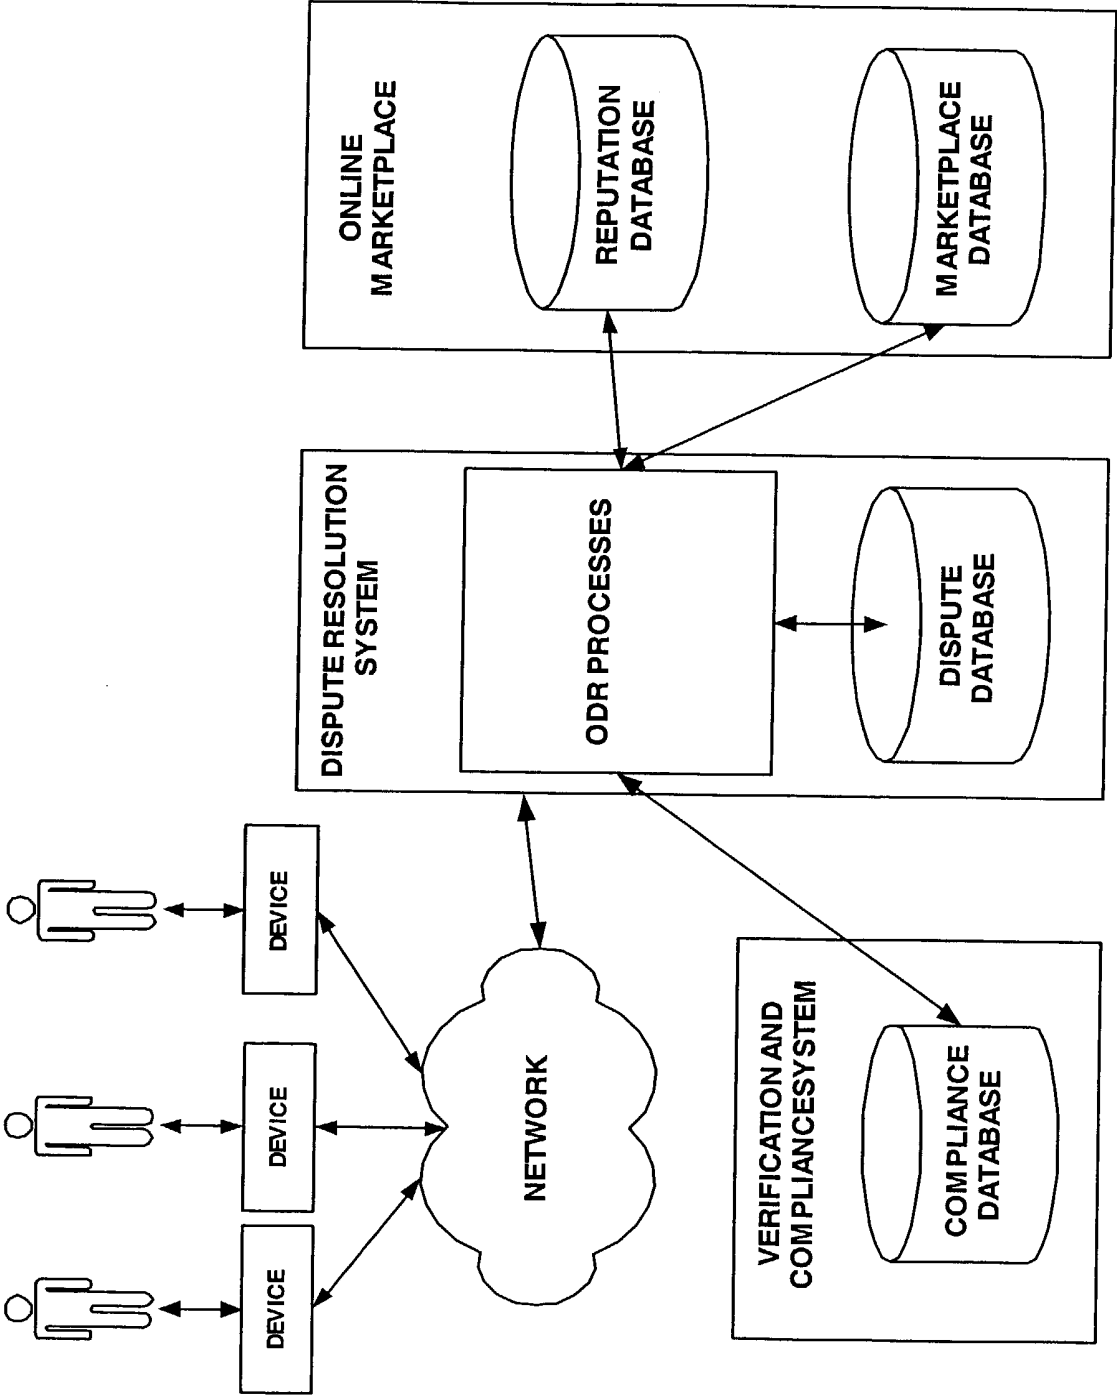 DEVICE
DEVICE
DEVICE
NETWORK
VERIFICATION AND
COMPLIANCESYSTEM
COMPLIANCE
DATABASE
DISPUTE RESOLUTION
SYSTEM
ODR PROCESSES
DISPUTE
DATABASE
ONLINE
MARKETPLACE
REPUTATION
DATABASE
MARKETPLACE
DATABASE